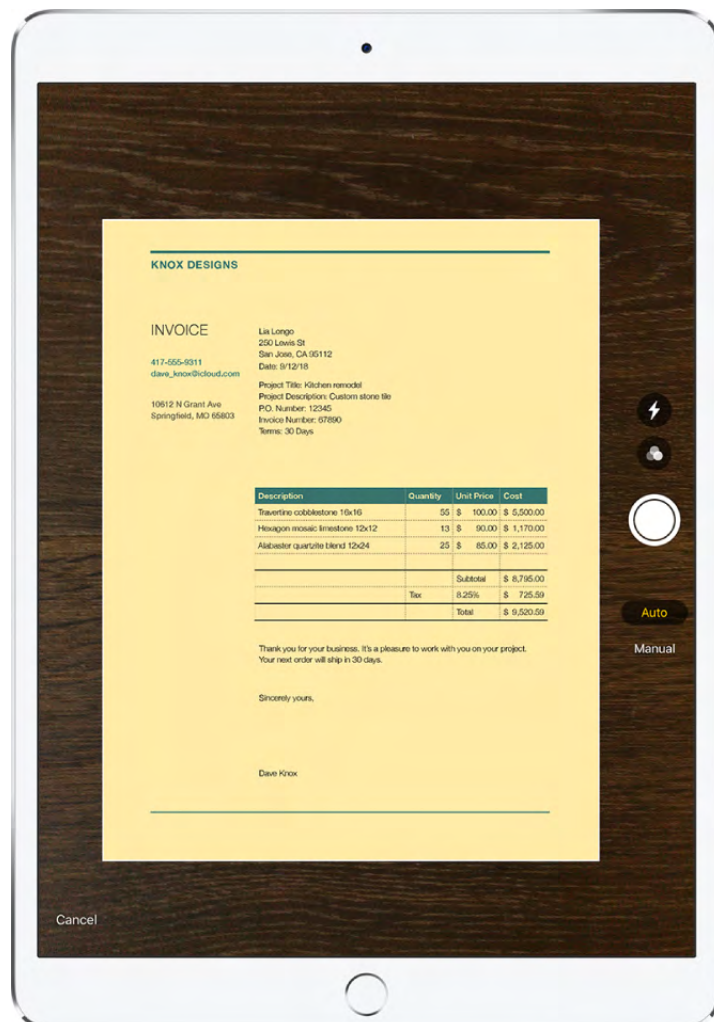 KNOX DESIGNS
INVOICE
417-555-9311
dave_knox@icloud.com
10612 N Grant Ave
Springfield, MO 65803
Lia Longo
250 Lewis St
San Jose, CA 95112
Date: 9/12/18
Project Title: Kitchen remodel
Project Description: Custom stone tile
P.O. Number: 12345
Invoice Number: 67890
Terms: 30 Days
Description Quantity Unit Price Cost
Travertine cobblestone 16x16 55 $ 100.00 $ 5,500.00
Hexagon mosaic limestone 12x12 13 $ 90.00 $ 1,170.00
Alabaster quartzite blend 12x24 25 $ 85.00 $ 2,125.00
Subtotal $ 8,795.00
Tax 8.25% $ 725.59
Total $ 9,520.59
Thank you for your business. It's a pleasure to work with you on your project.
Your next order will ship in 30 days.
Sincerely yours,
Dave Knox
Auto
Manual
Cancel